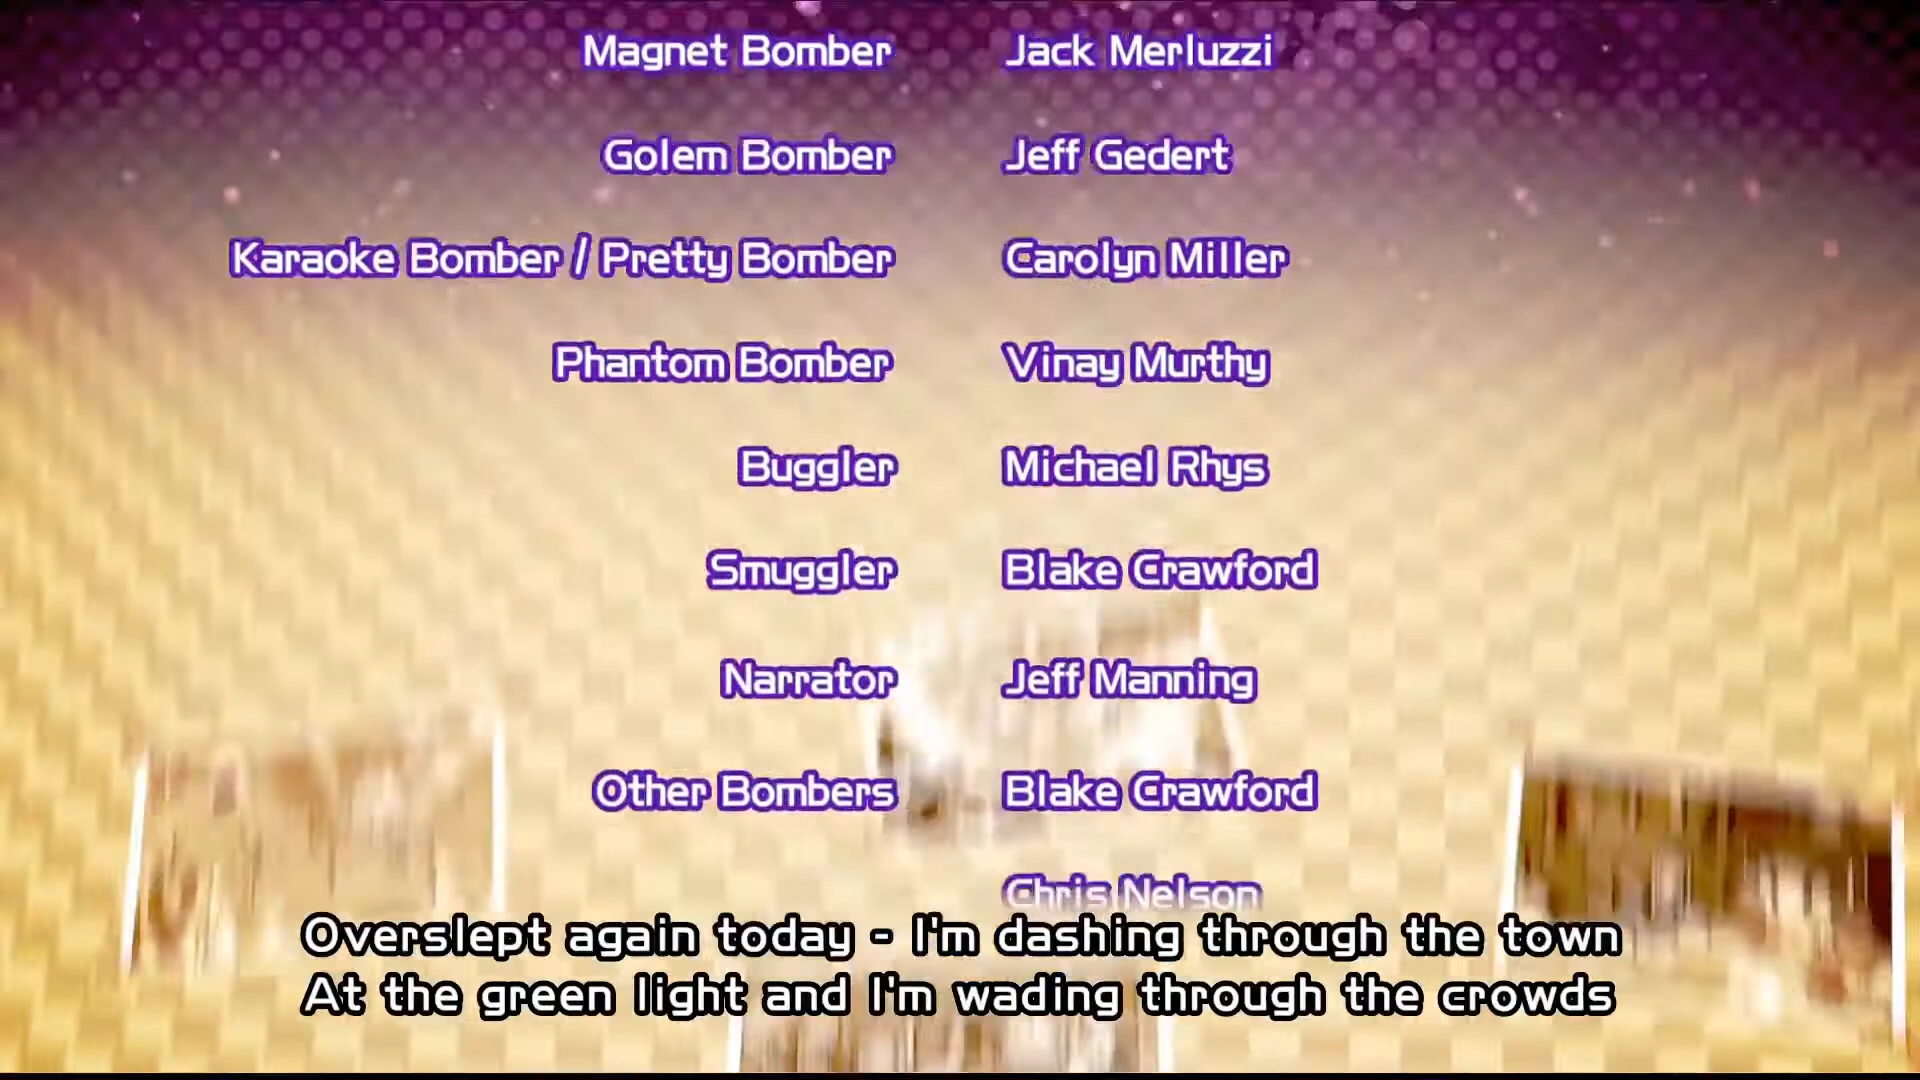 Magnet Bomber Jack Merluzzi
Golem Bomber Jeff Gedert
Karaoke Bomber / Pretty Bomber Carolyn Miller
Phantom Bomber Vinay Murthy
Buggler Michael Rhys
Smuggler Blake Crawford
Narrator Jeff Manning
Other Bombers Blake Crawford
Chris Nelson
Overslept again today - I'm dashing through the town
At the green light and I'm wading through the crowds